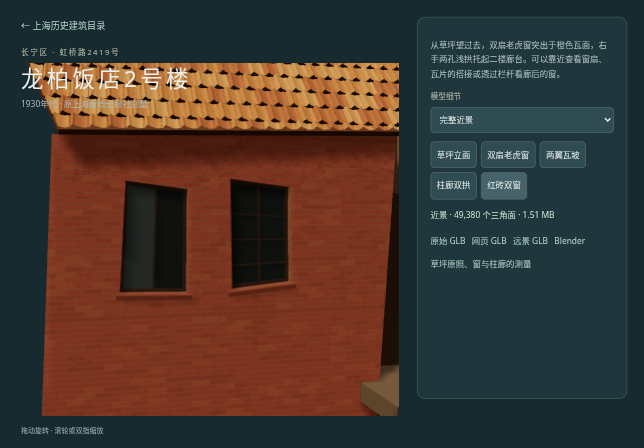 ← 上海历史建筑目录
长宁区 · 虹桥路2419号
龙柏饭店2号楼
从草坪望过去，双扇老虎窗突出于橙色瓦面，右
手两孔浅拱托起二楼廊台。可以靠近查看窗扇、
瓦片的搭接或透过栏杆看廊后的窗。
模型细节
完整近景
草坪立面 双扇老虎窗 两翼瓦坡
柱廊双拱 红砖双窗
近景 · 49,380 个三角面 · 1.51 MB
原始 GLB 网页 GLB 远景 GLB Blender
草坪原照、窗与柱廊的测量
拖动旋转 · 滚轮或双指缩放